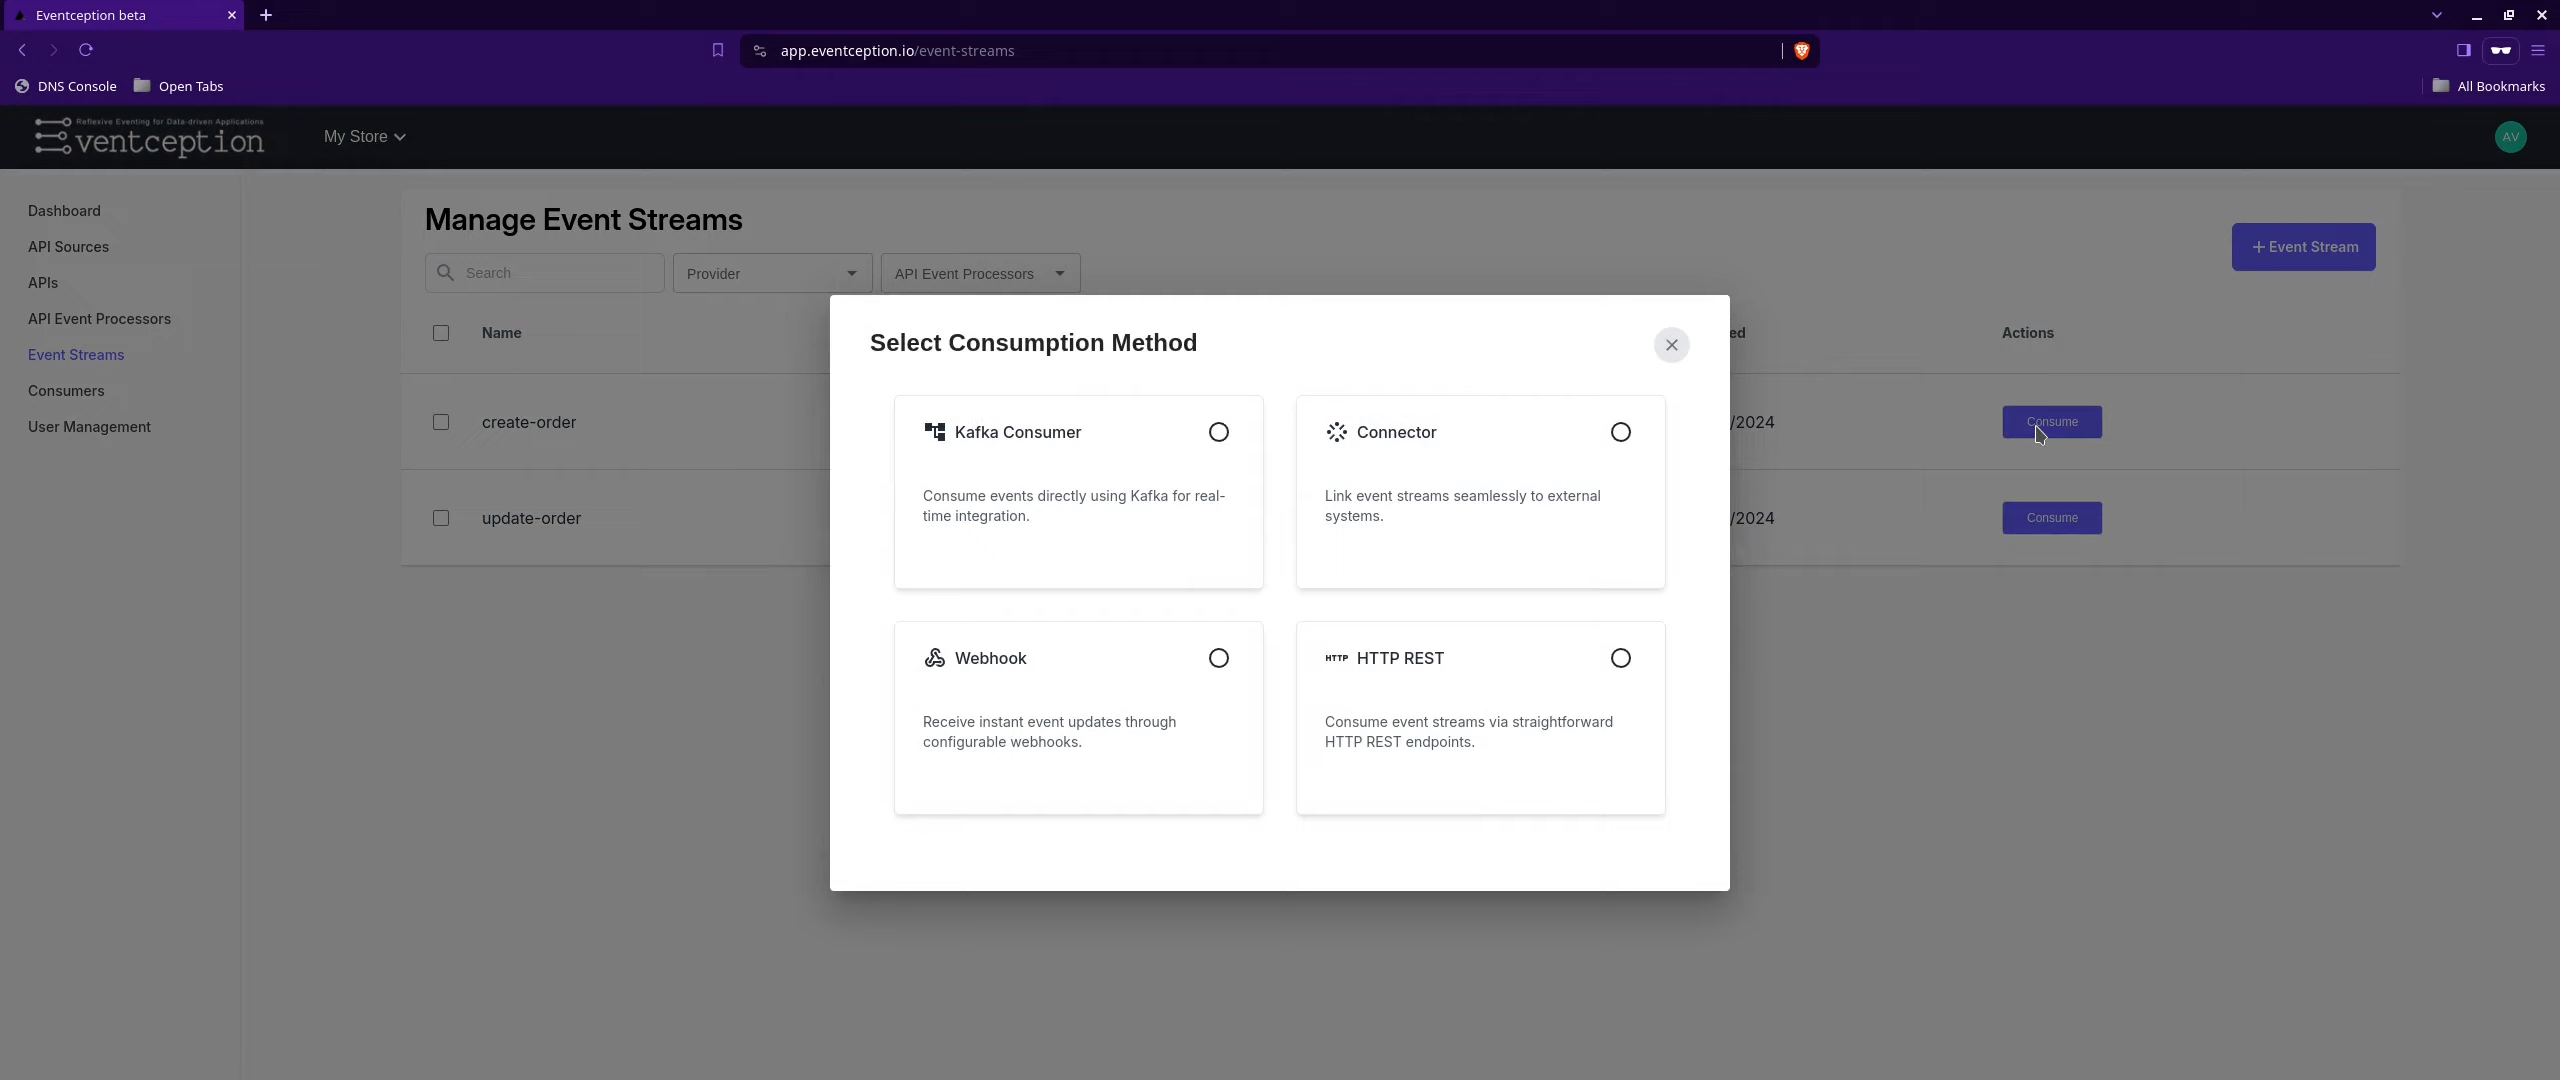 Eventception beta
app.eventception.io/event-streams
DNS Console
Open Tabs
All Bookmarks
Reflexive Eventing for Data-driven Applications
ventception
My Store
AV
Dashboard
API Sources
APIs
API Event Processors
Event Streams
Consumers
User Management
Manage Event Streams
+ Event Stream
Search
Provider
API Event Processors
Name
ed
Actions
create-order
/2024
Consume
update-order
/2024
Consume
Select Consumption Method
Kafka Consumer
Consume events directly using Kafka for real-
time integration.
Connector
Link event streams seamlessly to external
systems.
Webhook
Receive instant event updates through
configurable webhooks.
HTTP HTTP REST
Consume event streams via straightforward
HTTP REST endpoints.